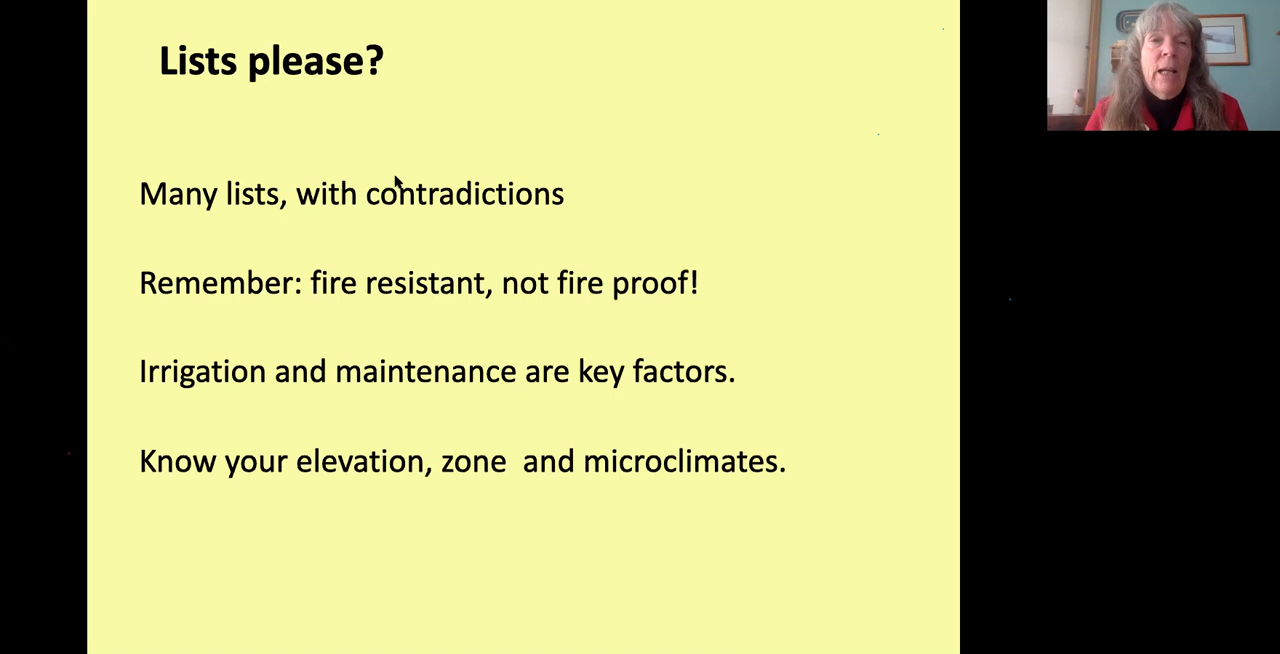 Lists please?
Many lists, with contradictions
Remember: fire resistant, not fire proof!
Irrigation and maintenance are key factors.
Know your elevation, zone  and microclimates.